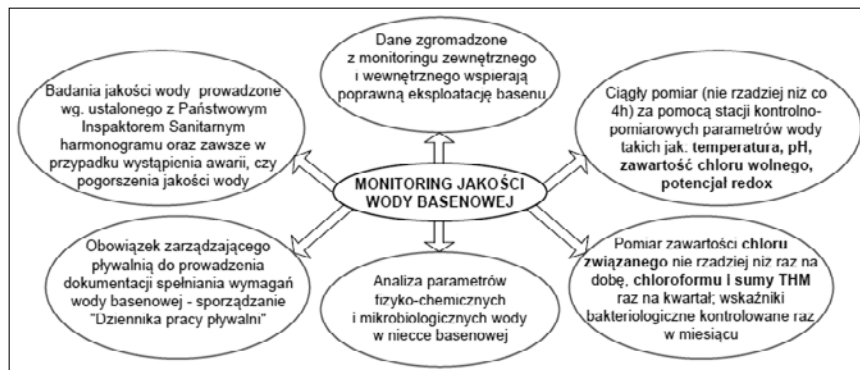 Dane zgromadzone
z monitoringu zewnętrznego
i wewnętrznego wspierają
poprawną eksploatację basenu
Badania jakości wody prowadzone
wg. ustalonego z Państwowym
Inspektorem Sanitarnym
harmonogramu oraz zawsze w
przypadku wystąpienia awarii, czy
pogorszenia jakości wody
Ciągły pomiar (nie rzadziej niz co
4h) za pomocą stacji kontrolno-
pomiarowych parametrów wody
takich jak: temperatura, pH,
zawartość chloru wolnego,
potencjał redox
MONITORING JAKOŚCI
WODY BASENOWEJ
Obowiązek zarządzającego
pływalnią do prowadzenia
dokumentacji spełniania wymagań
wody basenowej - sporządzanie
"Dziennika pracy pływalni"
Analiza parametrów
fizyko-chemicznych
i mikrobiologicznych wody
w niecce basenowej
Pomiar zawartości chloru
związanego nie rzadziej niz raz na
dobę, chloroformu i sumy THM
raz na kwartał; wskaźniki
bakteriologiczne kontrolowane raz
w miesiącu